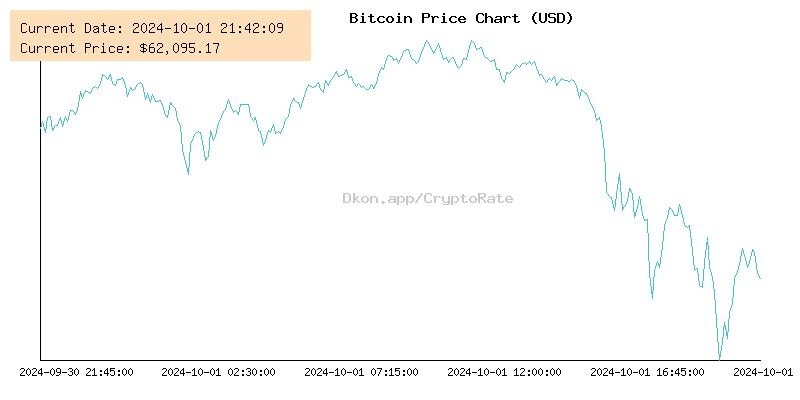 Bitcoin Price Chart (USD)
Current Date: 2024-10-01 21:42:09
Current Price: $62,095.17
Dkon.app/CryptoRate
2024-09-30 21:45:00 2024-10-01 02:30:00 2024-10-01 07:15:00 2024-10-01 12:00:00 2024-10-01 16:45:00 2024-10-01